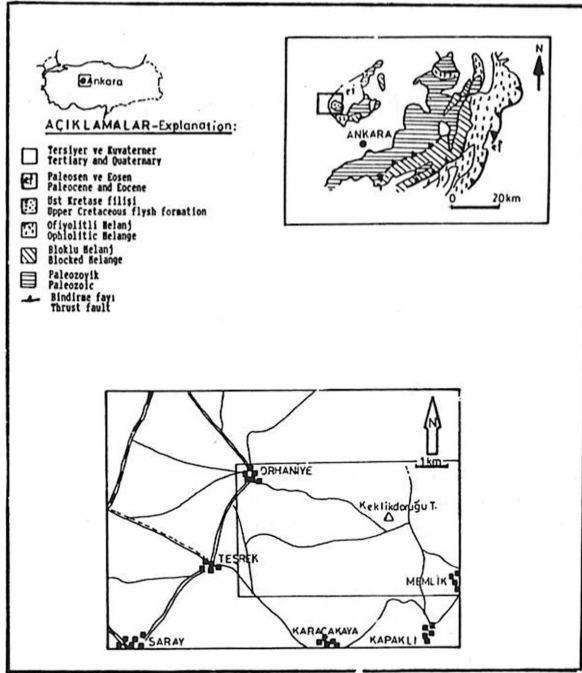 Ankara
AÇIKLAMALAR-Explanation:
Tersiyer ve Kuvaterner
Tertiary and Quaternary
Paleosen ve Eosen
Paleocene and Eocene
Üst Kretase filişi
Upper Cretaceous flysh formation
Ofiyolitli Melanj
Ophlolitic Melange
Bloklu Melanj
Blocked Melange
Paleozoyik
Paleozoic
Bindirme fayı
Thrust fault
N
ANKARA
0 20km
N
1km
ORHANİYE
Keklikdoruğu T.
TEŞREK
MEMLİK
SARAY
KARACAKAYA
KAPAKLI